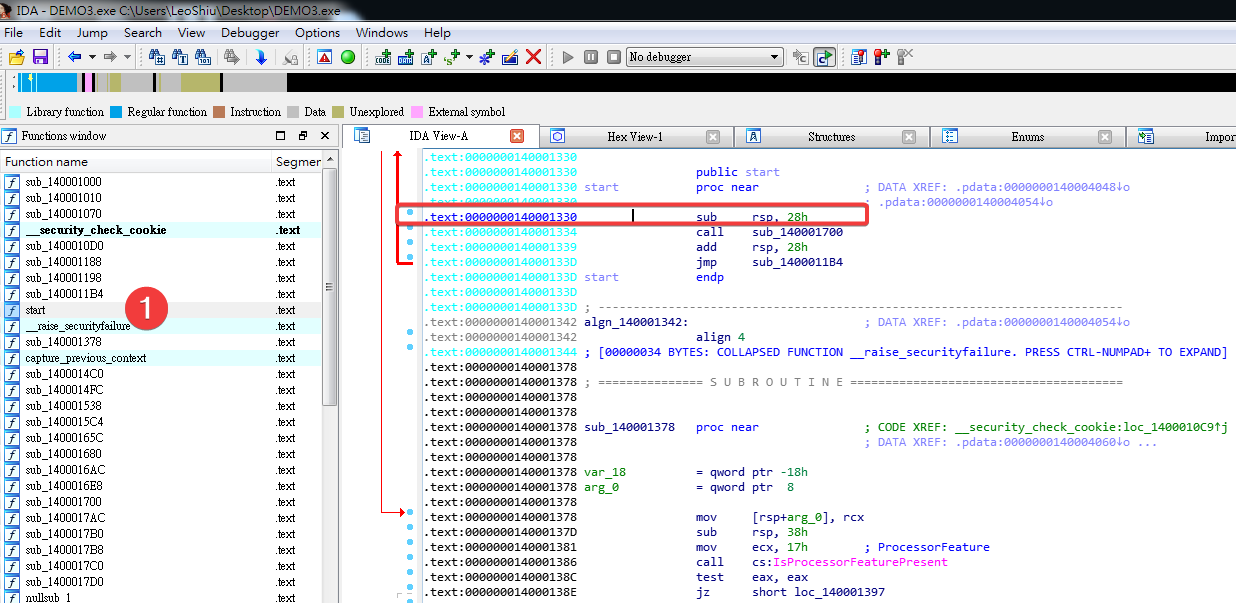 IDA - DEMO3.exe C:\Users\LeoShiu\Desktop\DEMO3.exe
File Edit Jump Search View Debugger Options Windows Help
No debugger
Library function Regular function Instruction Data Unexplored External symbol
Functions window
IDA View-A Hex View-1 Structures Enums Impor
Function name Segmer
sub_140001000 .text
sub_140001010 .text
sub_140001070 .text
__security_check_cookie .text
sub_1400010D0 .text
sub_140001188 .text
sub_140001198 .text
sub_1400011B4 .text
start .text
1
__raise_securityfailure .text
sub_140001378 .text
capture_previous_context .text
sub_1400014C0 .text
sub_1400014FC .text
sub_140001538 .text
sub_1400015C4 .text
sub_14000165C .text
sub_140001680 .text
sub_1400016AC .text
sub_1400016E8 .text
sub_140001700 .text
sub_1400017AC .text
sub_1400017B0 .text
sub_1400017B8 .text
sub_1400017C0 .text
sub_1400017D0 .text
nullsub_1 .text
.text:0000000140001330
.text:0000000140001330 public start
.text:0000000140001330 start proc near ; DATA XREF: .pdata:0000000140004048↓o
.text:0000000140001330 ; .pdata:0000000140004054↓o
.text:0000000140001330 sub rsp, 28h
.text:0000000140001334 call sub_140001700
.text:0000000140001339 add rsp, 28h
.text:000000014000133D jmp sub_1400011B4
.text:000000014000133D start endp
.text:000000014000133D
.text:000000014000133D ; ---------------------------------------------------------------------------
.text:0000000140001342 algn_140001342: ; DATA XREF: .pdata:0000000140004054↓o
.text:0000000140001342 align 4
.text:0000000140001344 ; [00000034 BYTES: COLLAPSED FUNCTION __raise_securityfailure. PRESS CTRL-NUMPAD+ TO EXPAND]
.text:0000000140001378
.text:0000000140001378 ; =============== S U B R O U T I N E =======================================
.text:0000000140001378
.text:0000000140001378
.text:0000000140001378 sub_140001378 proc near ; CODE XREF: __security_check_cookie:loc_1400010C9↑j
.text:0000000140001378 ; DATA XREF: .pdata:0000000140004060↓o ...
.text:0000000140001378
.text:0000000140001378 var_18 = qword ptr -18h
.text:0000000140001378 arg_0 = qword ptr 8
.text:0000000140001378
.text:0000000140001378 mov [rsp+arg_0], rcx
.text:000000014000137D sub rsp, 38h
.text:0000000140001381 mov ecx, 17h ; ProcessorFeature
.text:0000000140001386 call cs:IsProcessorFeaturePresent
.text:000000014000138C test eax, eax
.text:000000014000138E jz short loc_140001397